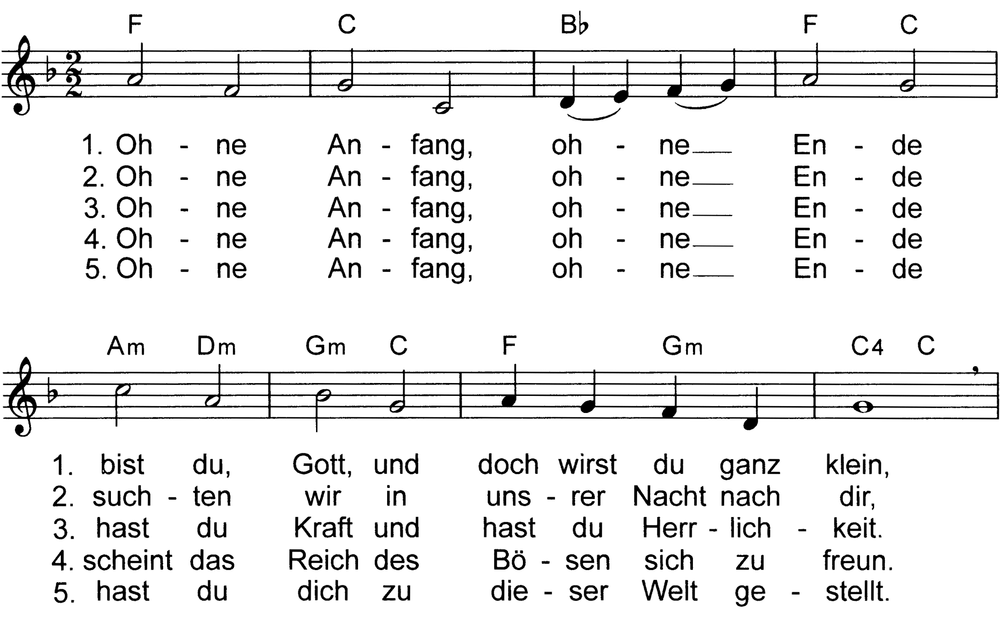 F C B♭ F C
1. Oh - ne An - fang, oh - ne En - de
2. Oh - ne An - fang, oh - ne En - de
3. Oh - ne An - fang, oh - ne En - de
4. Oh - ne An - fang, oh - ne En - de
5. Oh - ne An - fang, oh - ne En - de
Am Dm Gm C F Gm C4 C
1. bist du, Gott, und doch wirst du ganz klein,
2. such - ten wir in uns - rer Nacht nach dir,
3. hast du Kraft und hast du Herr - lich - keit.
4. scheint das Reich des Bö - sen sich zu freun.
5. hast du dich zu die - ser Welt ge - stellt.